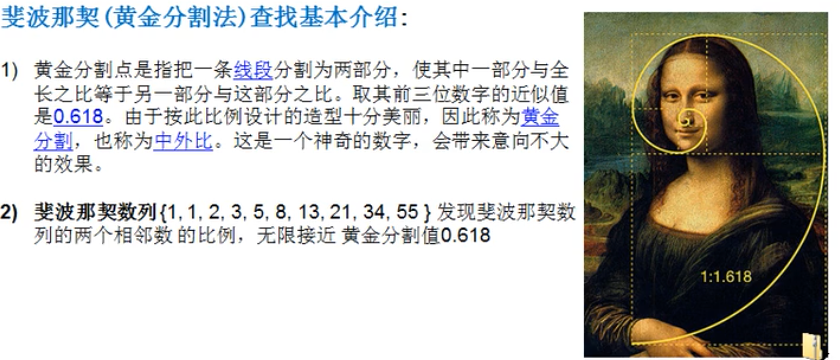 斐波那契(黄金分割法)查找基本介绍:
1) 黄金分割点是指把一条线段分割为两部分，使其中一部分与全
长之比等于另一部分与这部分之比。取其前三位数字的近似值
是0.618。由于按此比例设计的造型十分美丽，因此称为黄金
分割，也称为中外比。这是一个神奇的数字，会带来意向不大
的效果。
2) 斐波那契数列{1, 1, 2, 3, 5, 8, 13, 21, 34, 55 } 发现斐波那契数
列的两个相邻数 的比例，无限接近 黄金分割值0.618
1:1.618